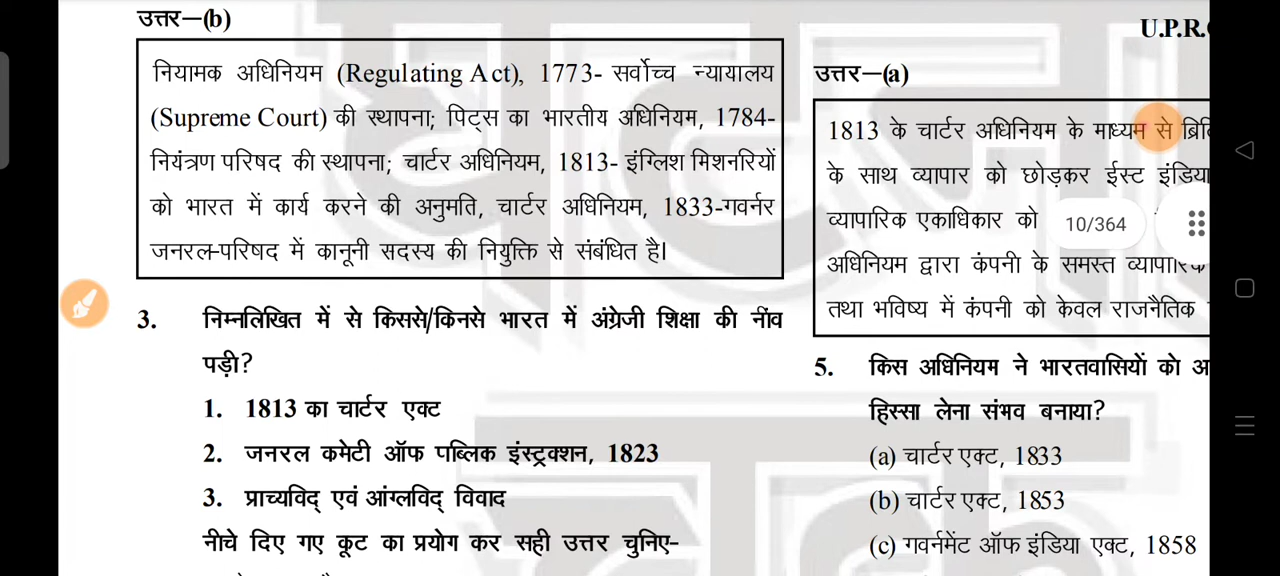 उत्तर–(b)
नियामक अधिनियम (Regulating Act), 1773- सर्वोच्च न्यायालय
(Supreme Court) की स्थापना; पिट्स का भारतीय अधिनियम, 1784-
नियंत्रण परिषद की स्थापना; चार्टर अधिनियम, 1813- इंग्लिश मिशनरियों
को भारत में कार्य करने की अनुमति, चार्टर अधिनियम, 1833-गवर्नर
जनरल-परिषद में कानूनी सदस्य की नियुक्ति से संबंधित है।
3. निम्नलिखित में से किससे/किनसे भारत में अंग्रेजी शिक्षा की नींव
पड़ी?
1. 1813 का चार्टर एक्ट
2. जनरल कमेटी ऑफ पब्लिक इंस्ट्रक्शन, 1823
3. प्राच्यविद् एवं आंग्लविद् विवाद
नीचे दिए गए कूट का प्रयोग कर सही उत्तर चुनिए–
U.P.R.
उत्तर–(a)
1813 के चार्टर अधिनियम के माध्यम से
के साथ व्यापार को छोड़कर ईस्ट इंडिया
व्यापारिक एकाधिकार को
10/364
अधिनियम द्वारा कंपनी के समस्त
तथा भविष्य में कंपनी को केवल राजनैतिक
5. किस अधिनियम ने भारतवासियों को
हिस्सा लेना संभव बनाया?
(a) चार्टर एक्ट, 1833
(b) चार्टर एक्ट, 1853
(c) गवर्नमेंट ऑफ इंडिया एक्ट, 1858